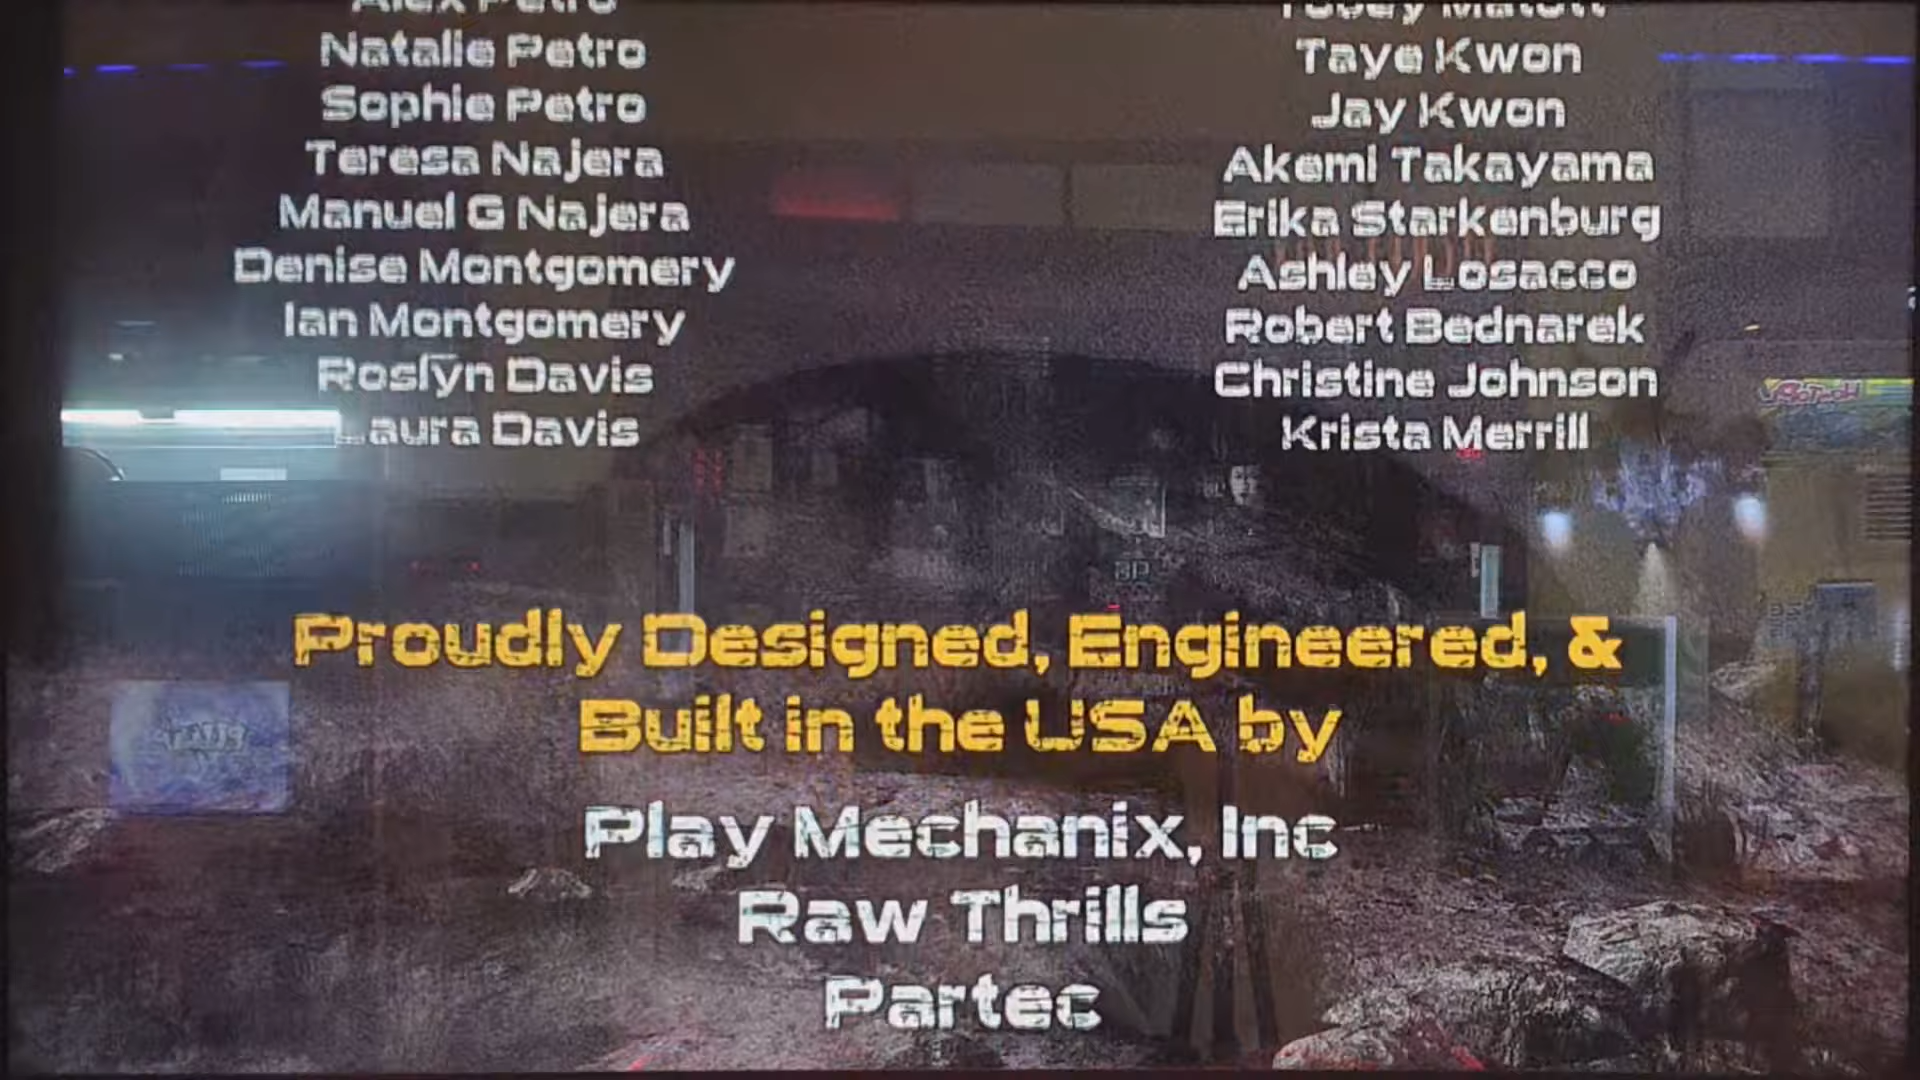 Alex Petro
Natalie Petro
Sophie Petro
Teresa Najera
Manuel G Najera
Denise Montgomery
Ian Montgomery
Roslyn Davis
Laura Davis
Taye Kwon
Jay Kwon
Akemi Takayama
Erika Starkenburg
Ashley Losacco
Robert Bednarek
Christine Johnson
Krista Merrill
Proudly Designed, Engineered, &
Built in the USA by
Play Mechanix, Inc
Raw Thrills
Partec